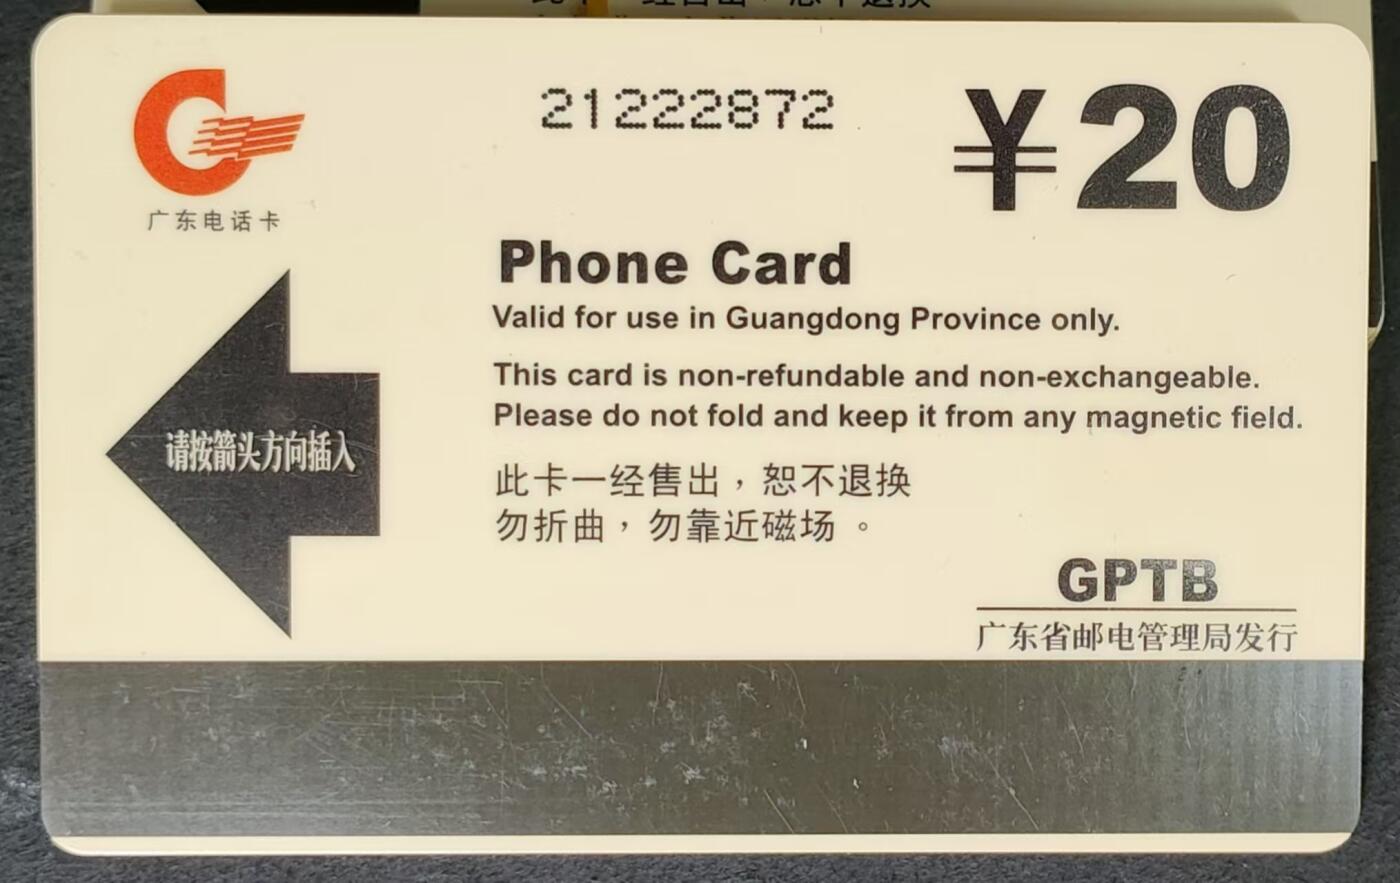 21222872
¥20
广东电话卡
Phone Card
Valid for use in Guangdong Province only.
This card is non-refundable and non-exchangeable.
Please do not fold and keep it from any magnetic field.
请按箭头方向插入
此卡一经售出，恕不退换
勿折曲，勿靠近磁场。
GPTB
广东省邮电管理局发行